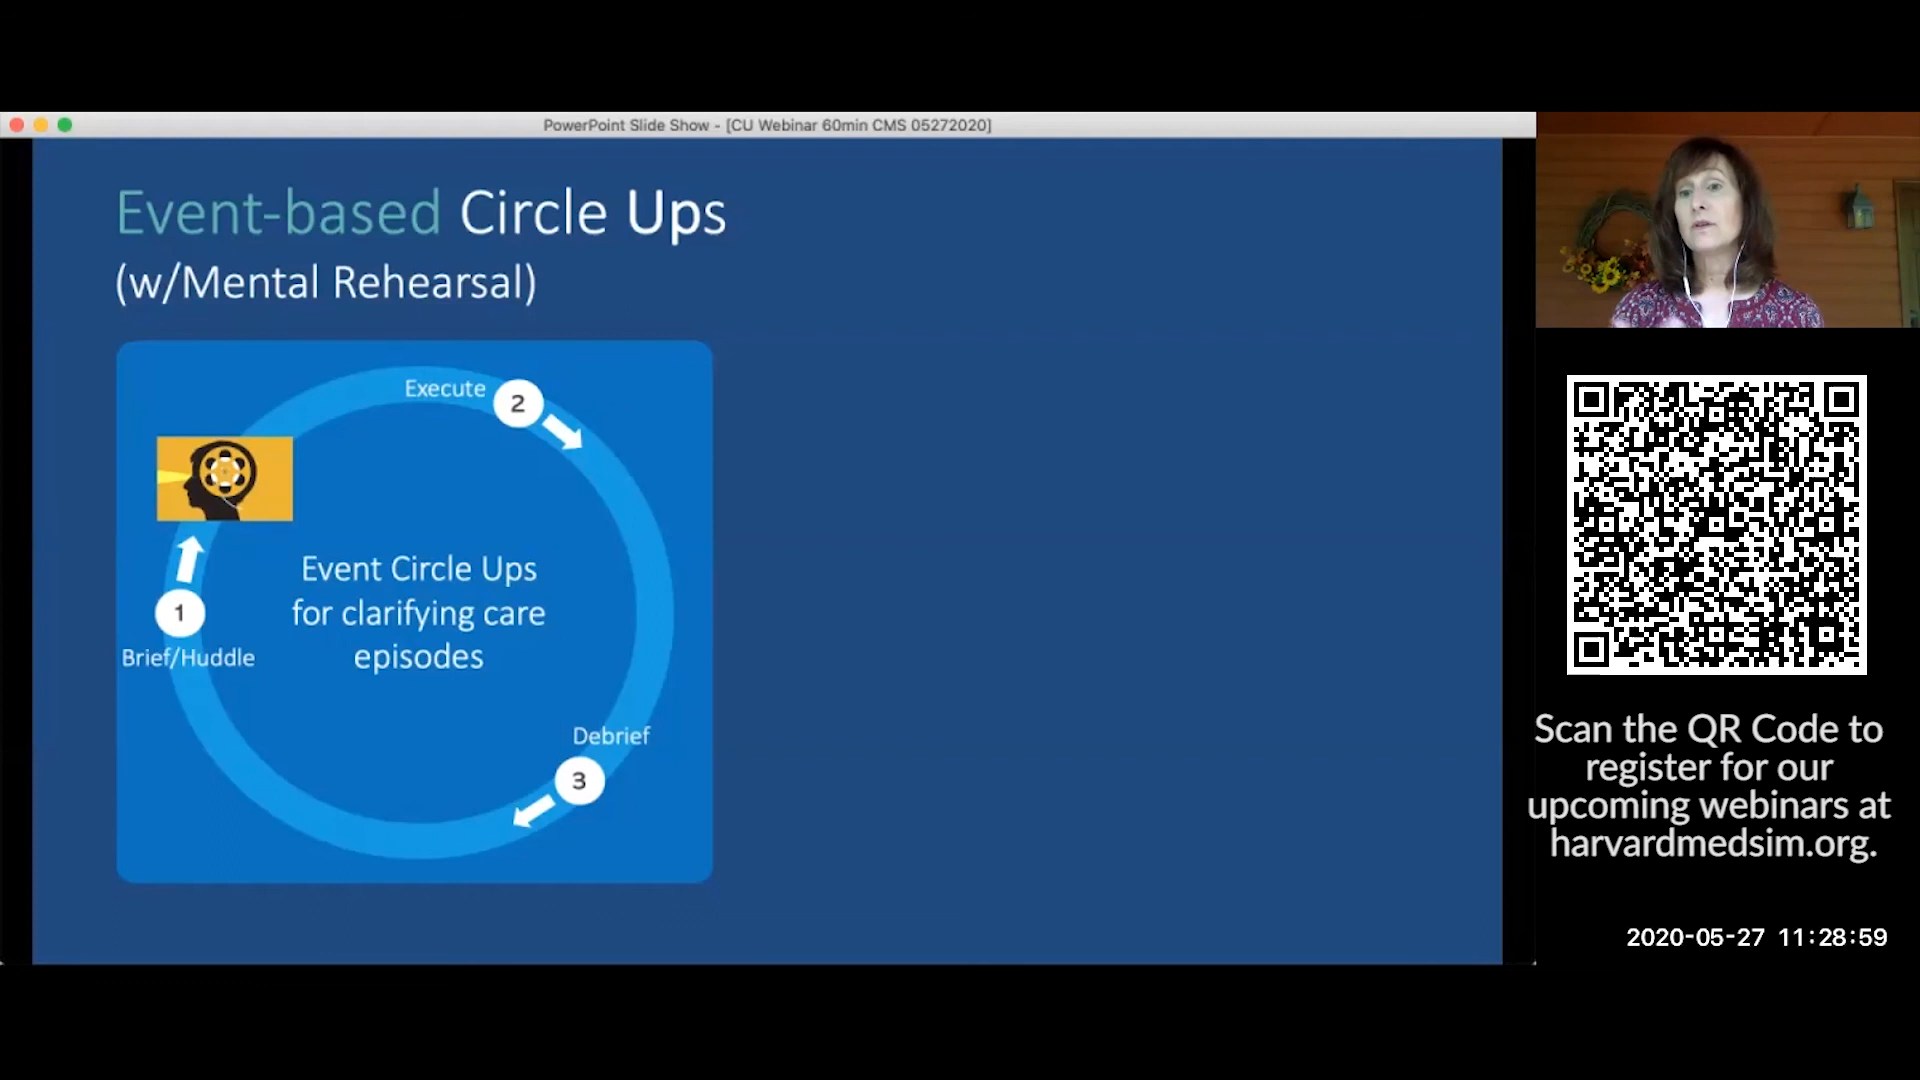 PowerPoint Slide Show - [CU Webinar 60min CMS 05272020]
Event-based Circle Ups
(w/Mental Rehearsal)
Execute
2
1
Brief/Huddle
Event Circle Ups
for clarifying care
episodes
Debrief
3
Scan the QR Code to
register for our
upcoming webinars at
harvardmedsim.org.
2020-05-27 11:28:59